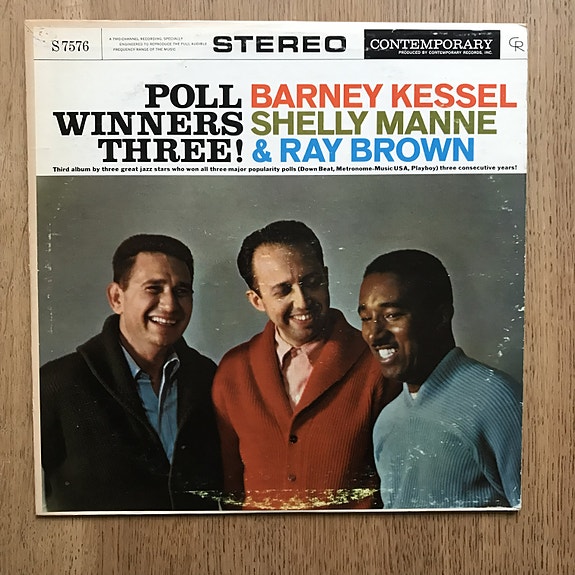 S 7576
A TWO-CHANNEL RECORDING, SPECIALLY
ENGINEERED TO REPRODUCE THE FULL AUDIBLE
FREQUENCY RANGE OF THE MUSIC
STEREO
CONTEMPORARY
PRODUCED BY CONTEMPORARY RECORDS, INC.
CR
POLL BARNEY KESSEL
WINNERS SHELLY MANNE
THREE! & RAY BROWN
Third album by three great jazz stars who won all three major popularity polls (Down Beat, Metronome-Music USA, Playboy) three consecutive years!